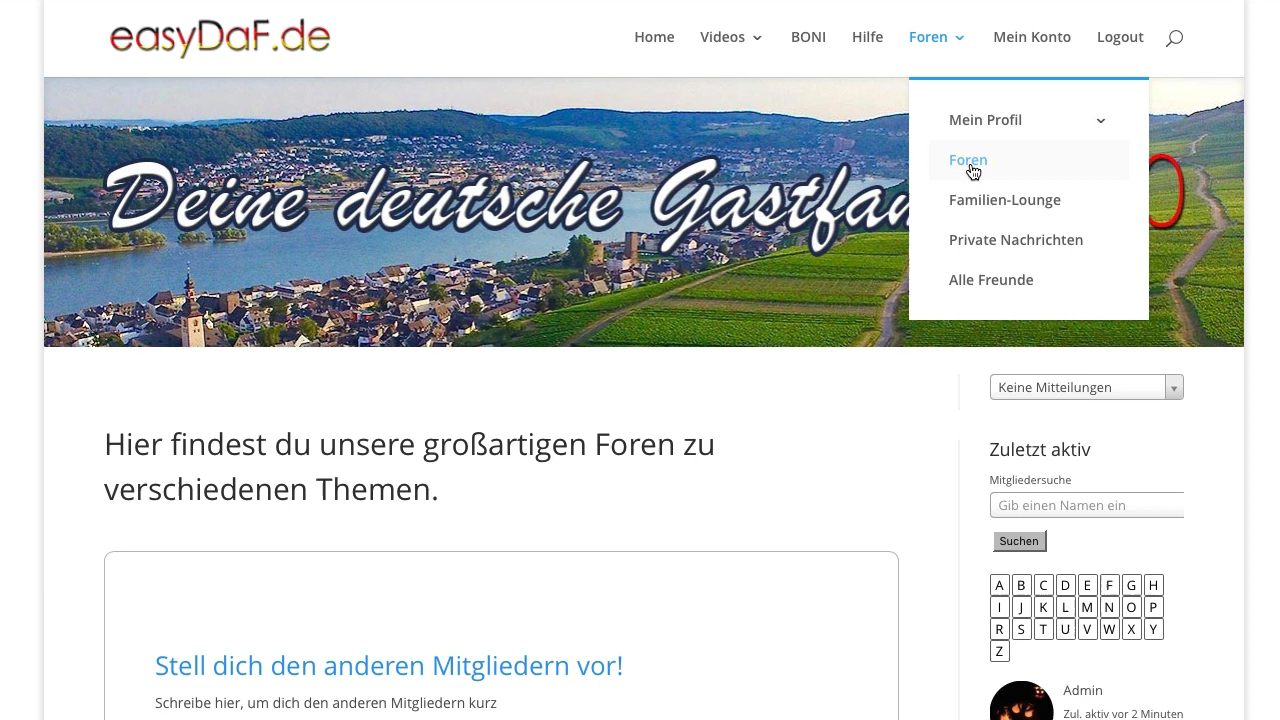 easyDaF.de
Home Videos BONI Hilfe Foren Mein Konto Logout
Mein Profil
Foren
Familien-Lounge
Private Nachrichten
Alle Freunde
Deine deutsche
Keine Mitteilungen
Hier findest du unsere großartigen Foren zu
verschiedenen Themen.
Zuletzt aktiv
Mitgliedersuche
Gib einen Namen ein
Suchen
A B C D E F G H
I J K L M N O P
R S T U V W X Y
Z
Stell dich den anderen Mitgliedern vor!
Schreibe hier, um dich den anderen Mitgliedern kurz
Admin
Zul. aktiv vor 2 Minuten